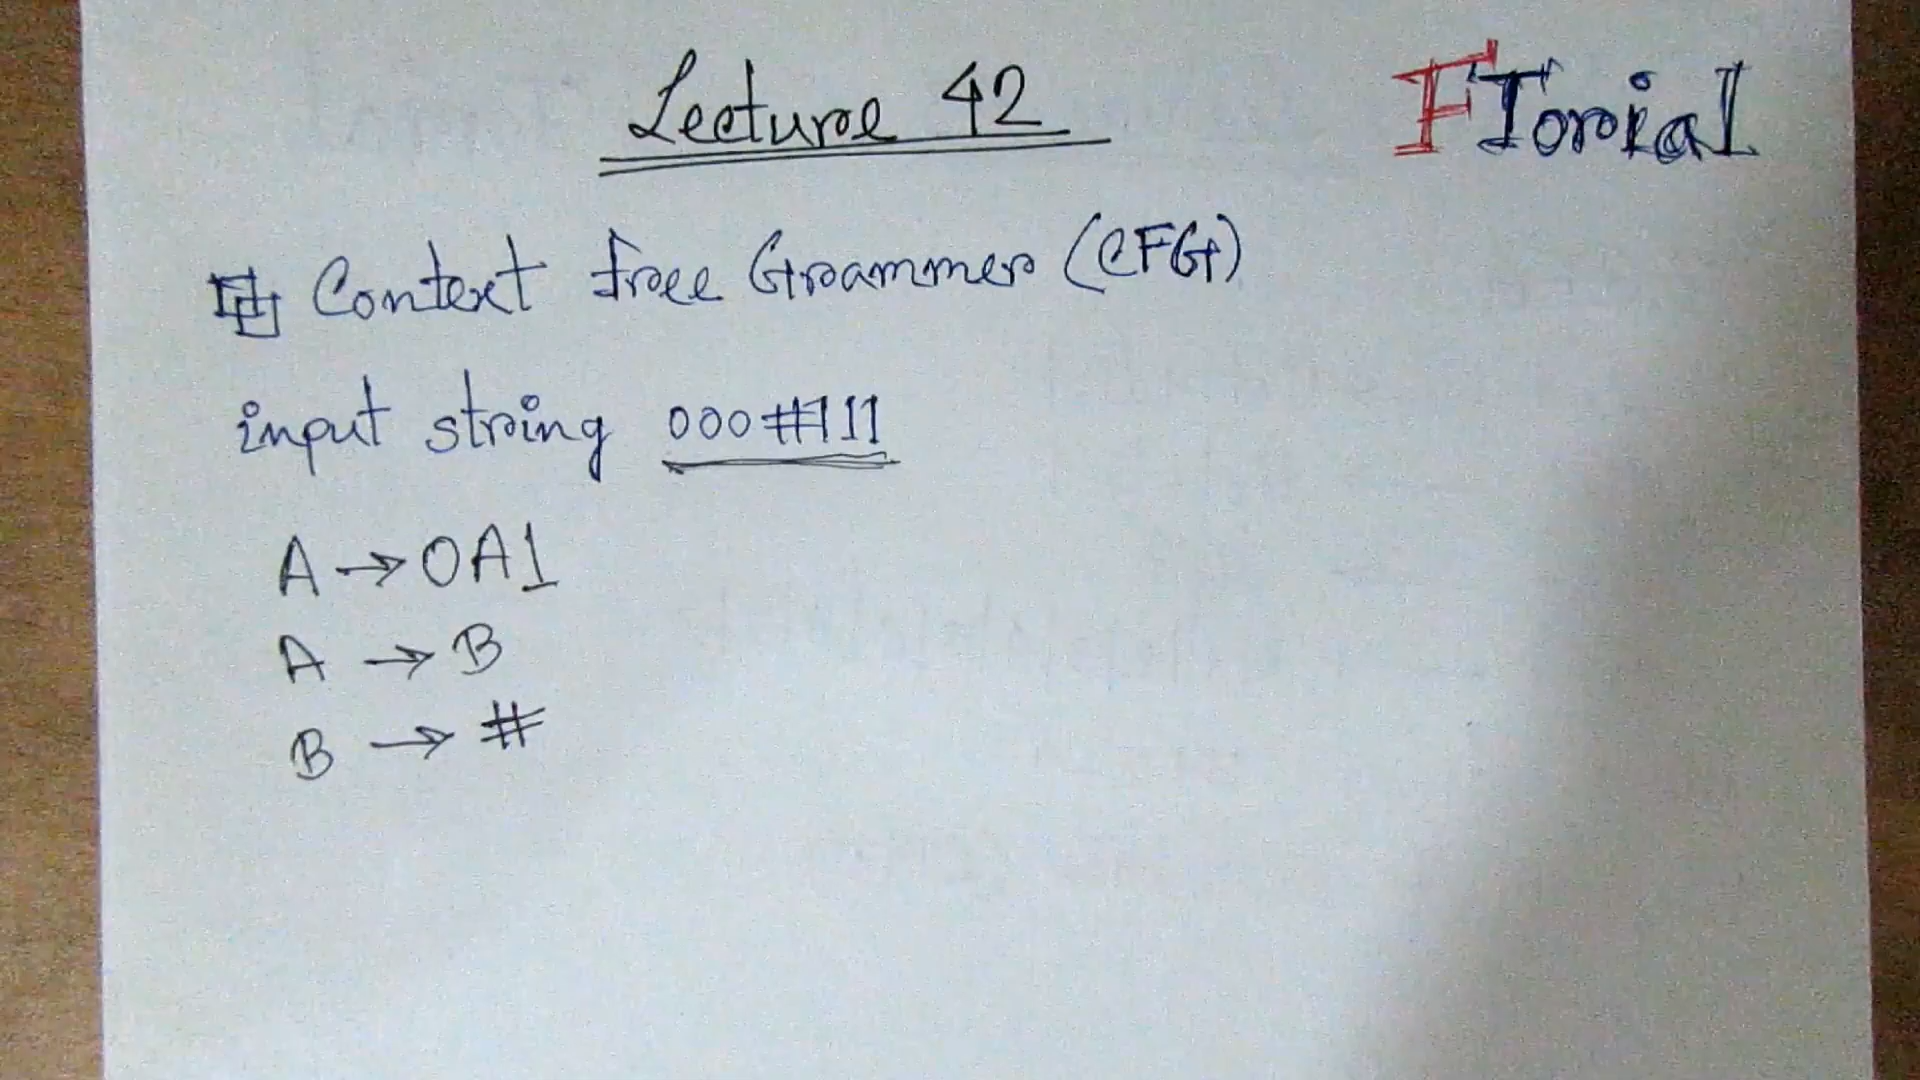 Lecture 42
FTorial
Context free Grammer (CFG)
input string 000#111
A → 0A1
A → B
B → #